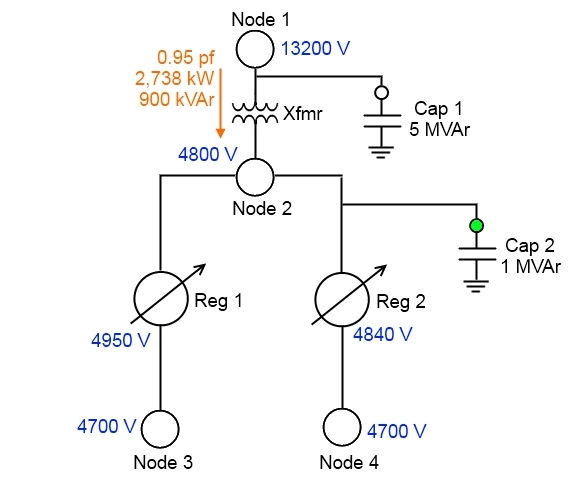 Node 1
13200 V
0.95 pf
2,738 kW
900 kVAr
Xfmr
Cap 1
5 MVAr
4800 V
Node 2
Cap 2
1 MVAr
Reg 1
Reg 2
4950 V
4840 V
4700 V
4700 V
Node 3
Node 4